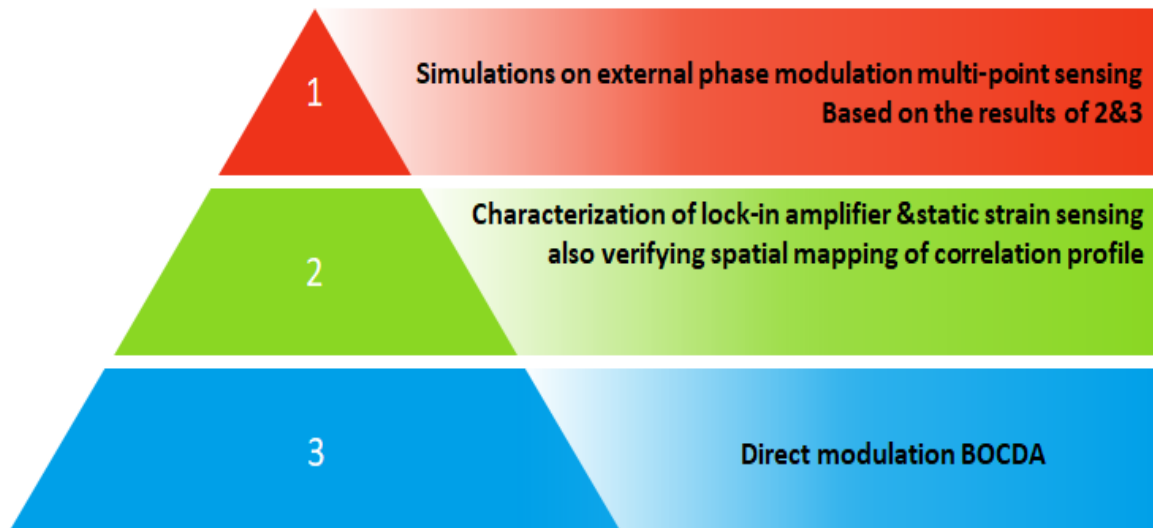 1
Simulations on external phase modulation multi-point sensing
Based on the results of 2&3
2
Characterization of lock-in amplifier &static strain sensing
also verifying spatial mapping of correlation profile
3
Direct modulation BOCDA